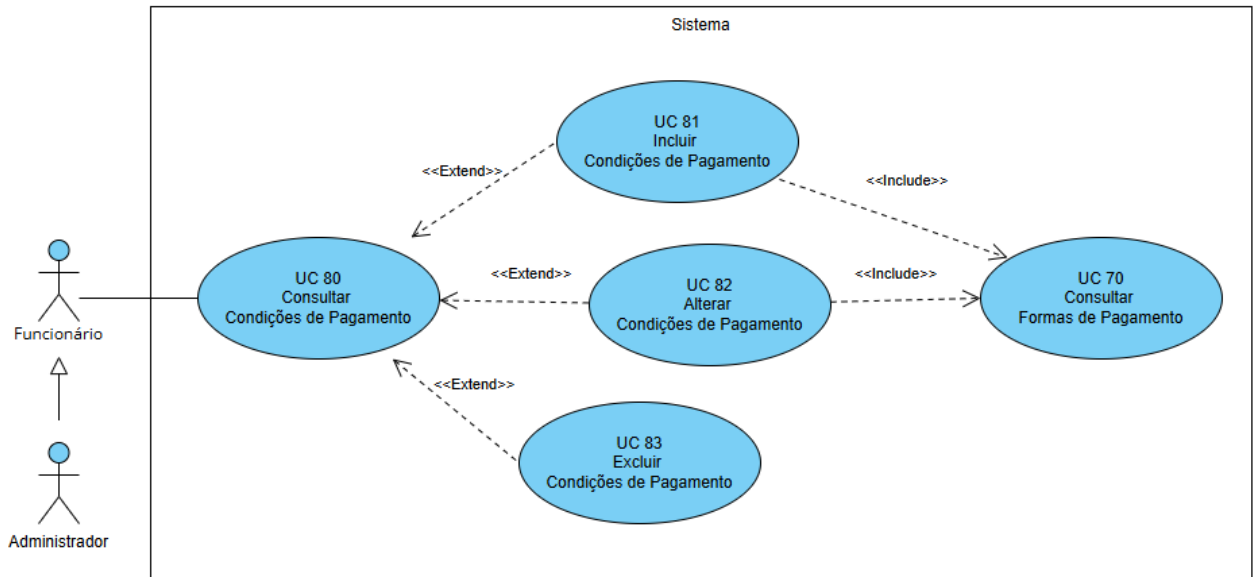 Sistema
UC 81
Incluir
Condições de Pagamento
<<Extend>>
<<Include>>
Funcionário
UC 80
Consultar
Condições de Pagamento
<<Extend>>
UC 82
Alterar
Condições de Pagamento
<<Include>>
UC 70
Consultar
Formas de Pagamento
<<Extend>>
UC 83
Excluir
Condições de Pagamento
Administrador